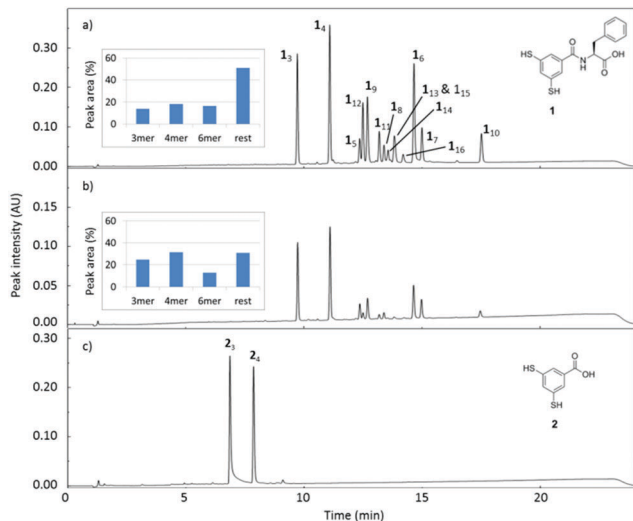 a)
0.30
0.20
0.10
0.00
Peak area (%)
60
40
20
0
3mer 4mer 6mer rest
1₃
1₄
1₁₂
1₉
1₅
1₁₁
1₈
1₁₄
1₁₃ & 1₁₅
1₆
1₇
1₁₆
1₁₀
HS
SH
O
N
H
O
OH
1
b)
0.15
0.10
0.05
0.00
Peak area (%)
60
40
20
0
3mer 4mer 6mer rest
Peak intensity (AU)
c)
0.30
0.20
0.10
0.00
2₃
2₄
HS
SH
O
OH
2
0 5 10 15 20
Time (min)